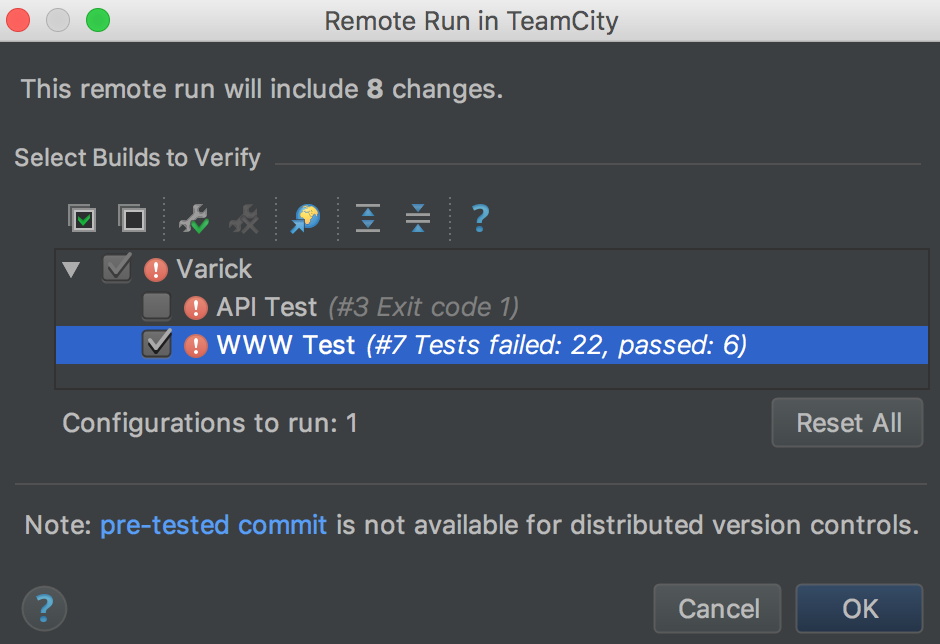 Remote Run in TeamCity
This remote run will include 8 changes.
Select Builds to Verify
?
Varick
API Test (#3 Exit code 1)
WWW Test (#7 Tests failed: 22, passed: 6)
Configurations to run: 1
Reset All
Note: pre-tested commit is not available for distributed version controls.
?
Cancel
OK